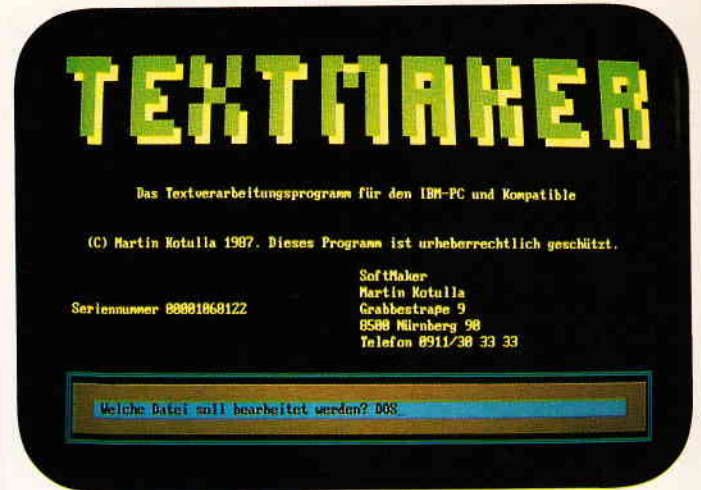 TEXTMAKER
Das Textverarbeitungsprogramm für den IBM-PC und Kompatible
(C) Martin Kotulla 1987. Dieses Programm ist urheberrechtlich geschützt.
SoftMaker
Martin Kotulla
Seriennummer 00001068122
Grabbestraße 9
8500 Nürnberg 90
Telefon 0911/30 33 33
Welche Datei soll bearbeitet werden? DOS_